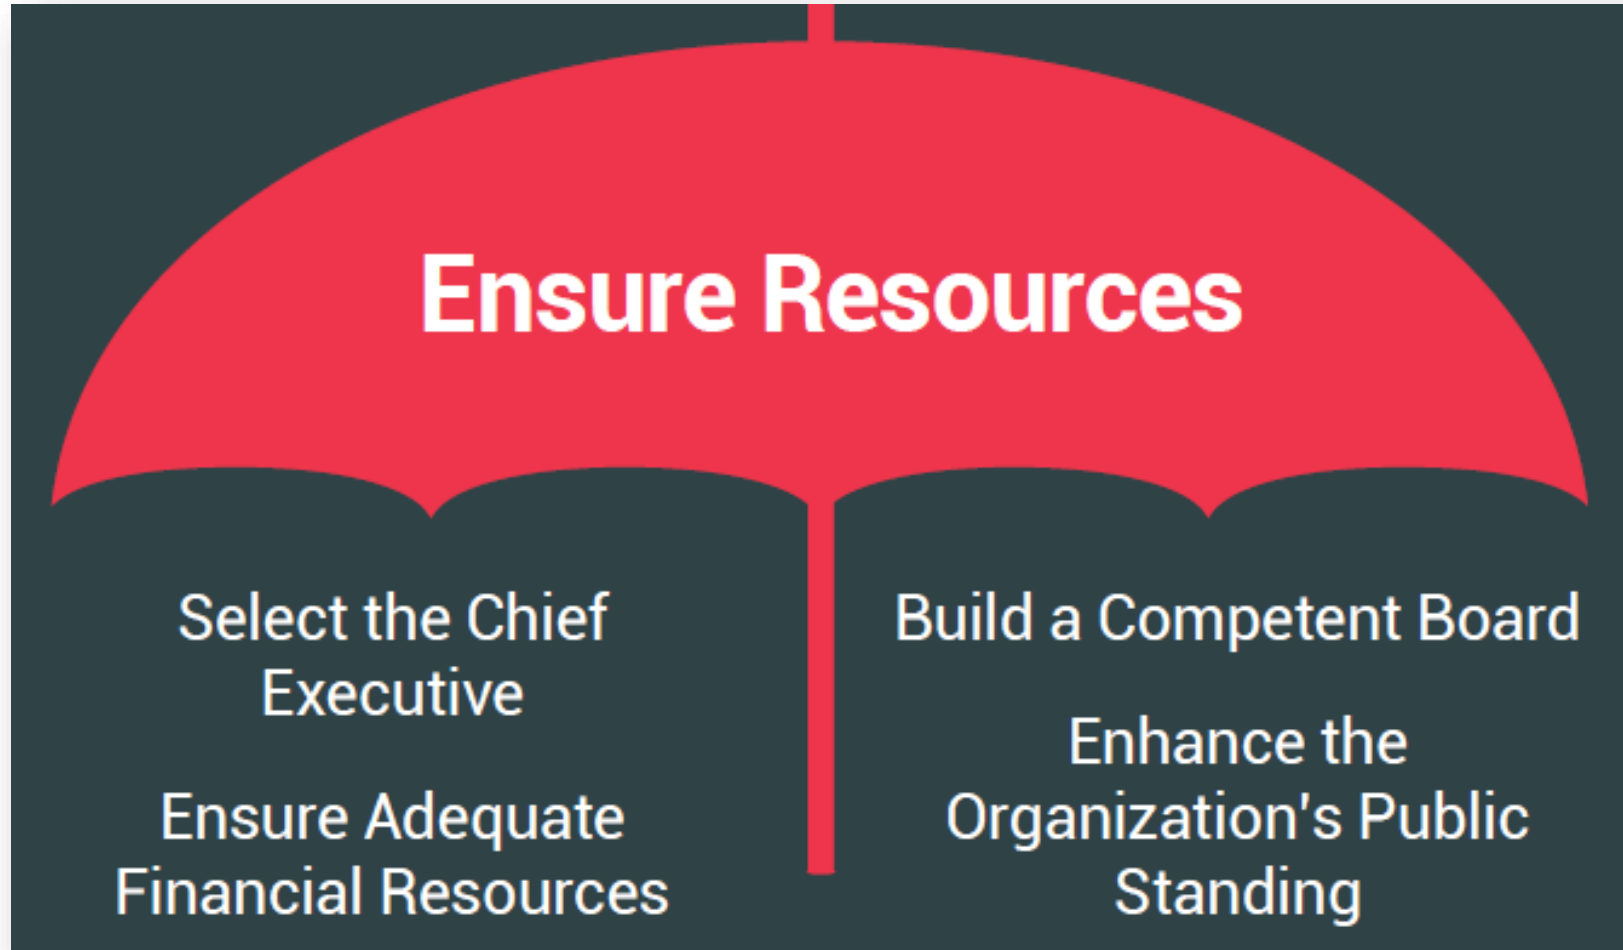 Ensure Resources
Select the Chief
Executive
Ensure Adequate
Financial Resources
Build a Competent Board
Enhance the
Organization's Public
Standing